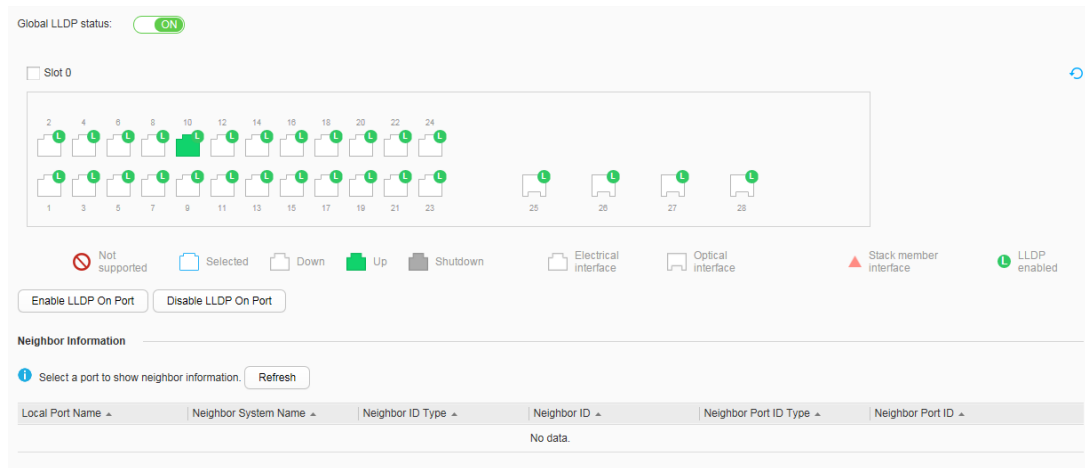 Global LLDP status: ON
Slot 0
2 4 6 8 10 12 14 16 18 20 22 24
L L L L L L L L L L L L
L L L L L L L L L L L L L L L L
1 3 5 7 9 11 13 15 17 19 21 23 25 26 27 28
Not supported Selected Down Up Shutdown Electrical interface Optical interface Stack member interface L LLDP enabled
Enable LLDP On Port Disable LLDP On Port
Neighbor Information
i Select a port to show neighbor information. Refresh
Local Port Name Neighbor System Name Neighbor ID Type Neighbor ID Neighbor Port ID Type Neighbor Port ID
No data.